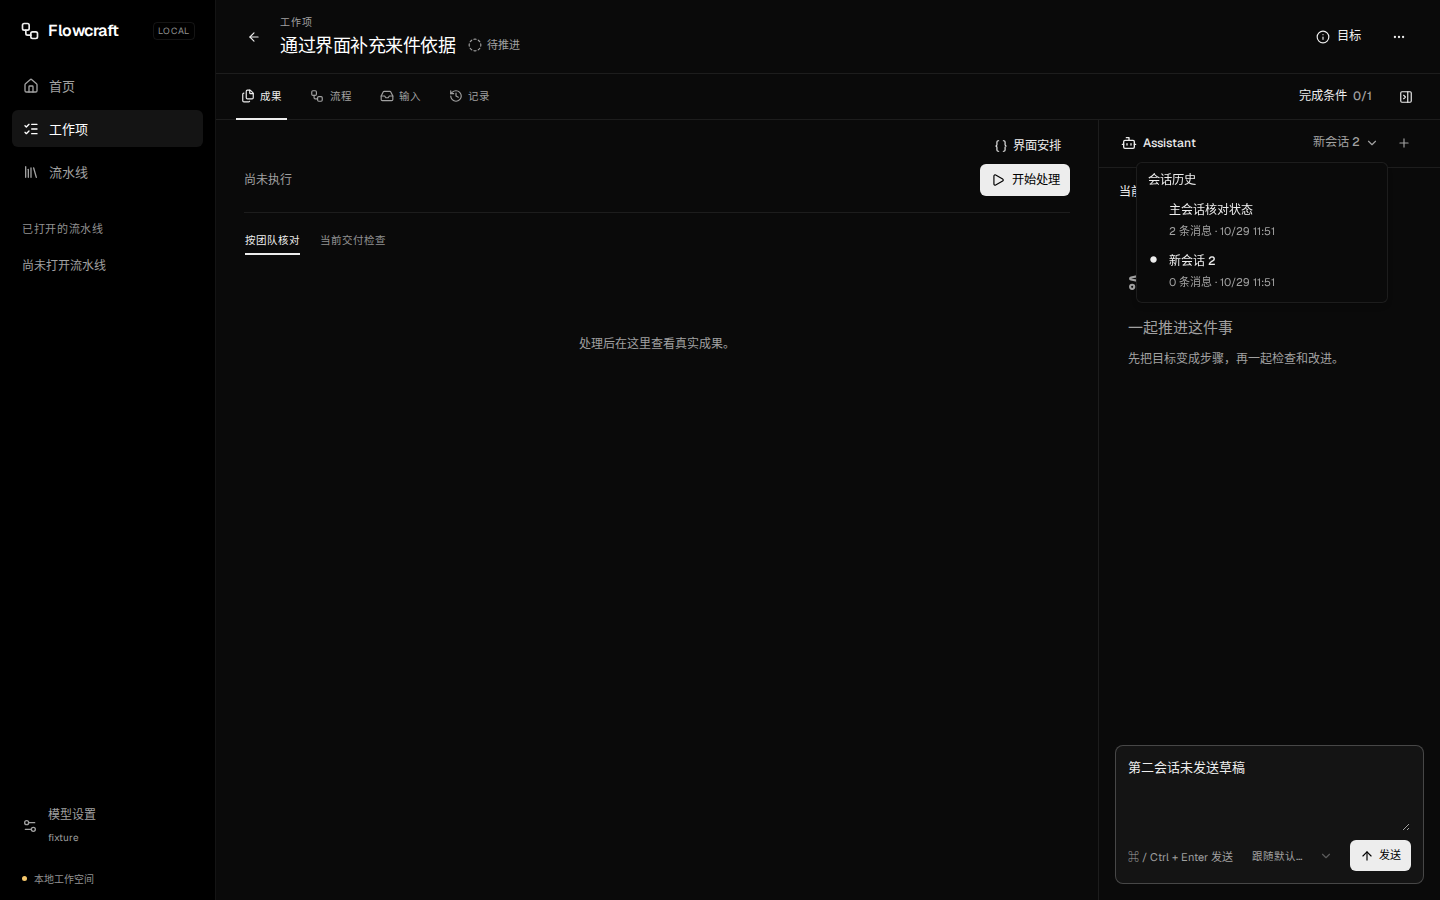 Flowcraft
LOCAL
首页
工作项
流水线
已打开的流水线
尚未打开流水线
模型设置
fixture
本地工作空间
工作项
通过界面补充来件依据
待推进
目标
成果
流程
输入
记录
完成条件 0/1
{ } 界面安排
尚未执行
开始处理
按团队核对
当前交付检查
处理后在这里查看真实成果。
Assistant
新会话 2
当前
会话历史
主会话核对状态
2 条消息 · 10/29 11:51
新会话 2
0 条消息 · 10/29 11:51
一起推进这件事
先把目标变成步骤，再一起检查和改进。
第二会话未发送草稿
⌘ / Ctrl + Enter 发送
跟随默认...
发送